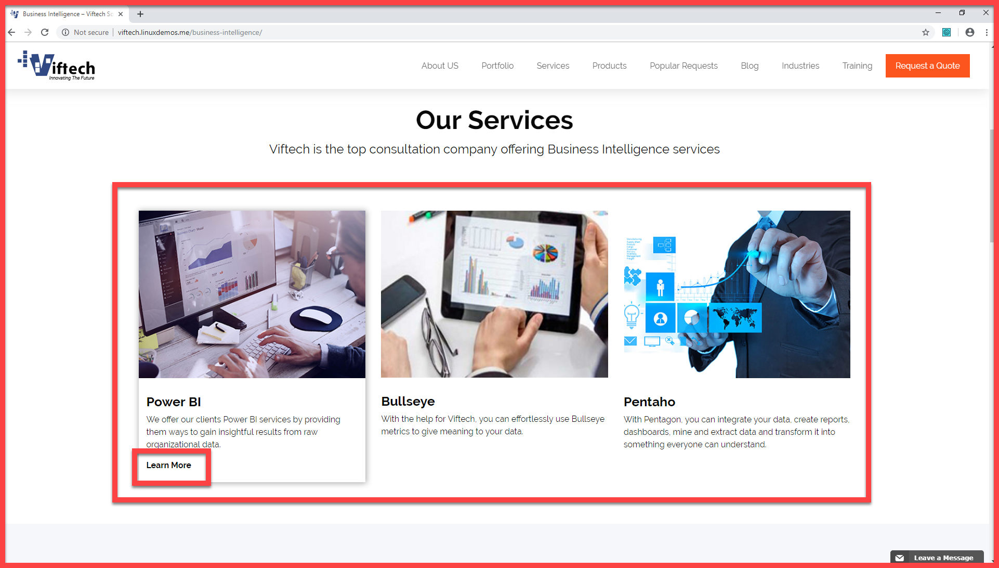 Business Intelligence – Viftech So
Not secure
viftech.linuxdemos.me/business-intelligence/
Viftech
Innovating The Future
About US
Portfolio
Services
Products
Popular Requests
Blog
Industries
Training
Request a Quote
Our Services
Viftech is the top consultation company offering Business Intelligence services
Power BI
We offer our clients Power BI services by providing
them ways to gain insightful results from raw
organizational data.
Learn More
Bullseye
With the help for Viftech, you can effortlessly use Bullseye
metrics to give meaning to your data.
Pentaho
With Pentagon, you can integrate your data, create reports,
dashboards, mine and extract data and transform it into
something everyone can understand.
Leave a Message